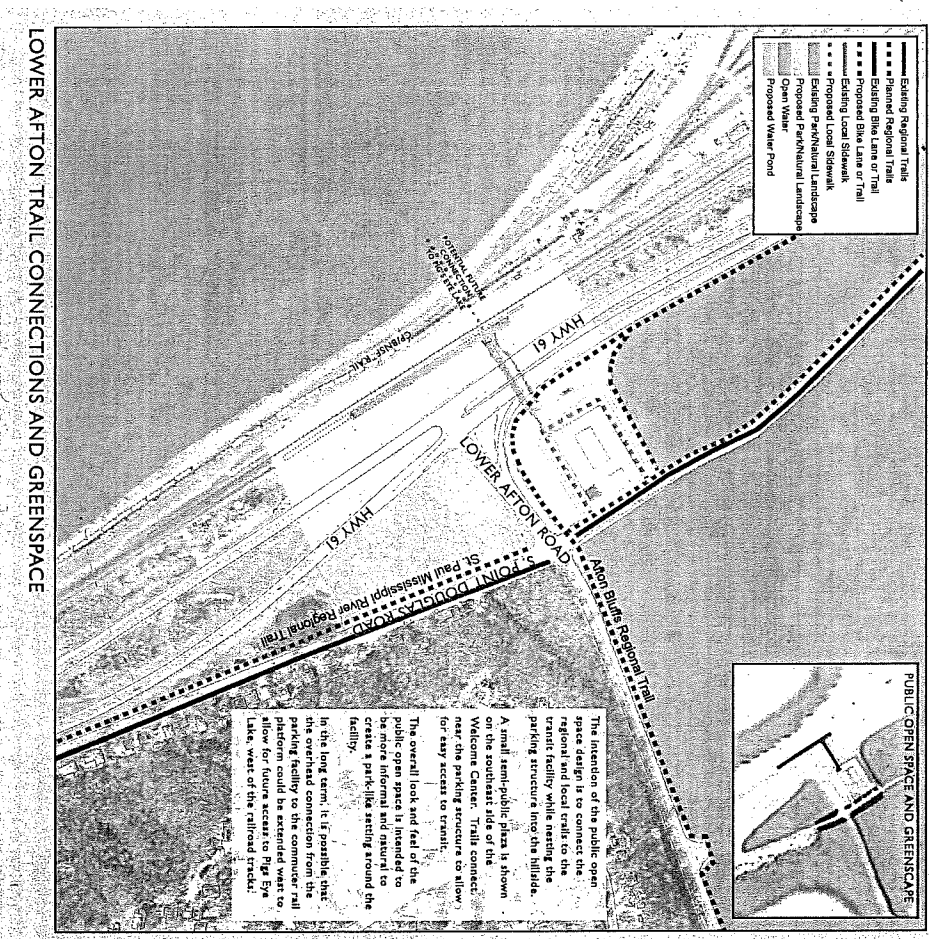 LOWER AFTON TRAIL CONNECTIONS AND GREENSPACE
Existing Regional Trails
Planned Regional Trails
Existing Bike Lane or Trail
Proposed Bike Lane or Trail
Existing Local Sidewalk
Proposed Local Sidewalk
Existing Park/Natural Landscape
Proposed Park/Natural Landscape
Open Water
Proposed Water Pond
POTENTIAL FUTURE
CONNECTION
TO PIG'S EYE LAKE
CP/BNSF RAIL
HWY 61
HWY 61
LOWER AFTON ROAD
S. POINT DOUGLAS ROAD
St. Paul Mississippi River Regional Trail
Afton Bluffs Regional Trail
PUBLIC OPEN SPACE AND GREENSCAPE
The intention of the public open
space design is to connect the
regional and local trails to the
transit facility while nesting the
parking structure into the hillside.
A small semi-public plaza is shown
on the southeast side of the
Welcome Center. Trails connect
near the parking structure to allow
for easy access to transit.
The overall look and feel of the
public open space is intended to
be more informal and natural to
create a park-like setting around the
facility.
In the long term, it is possible that
the overhead connection from the
parking facility to the commuter rail
platform could be extended west to
allow for future access to Pigs Eye
Lake, west of the railroad tracks.